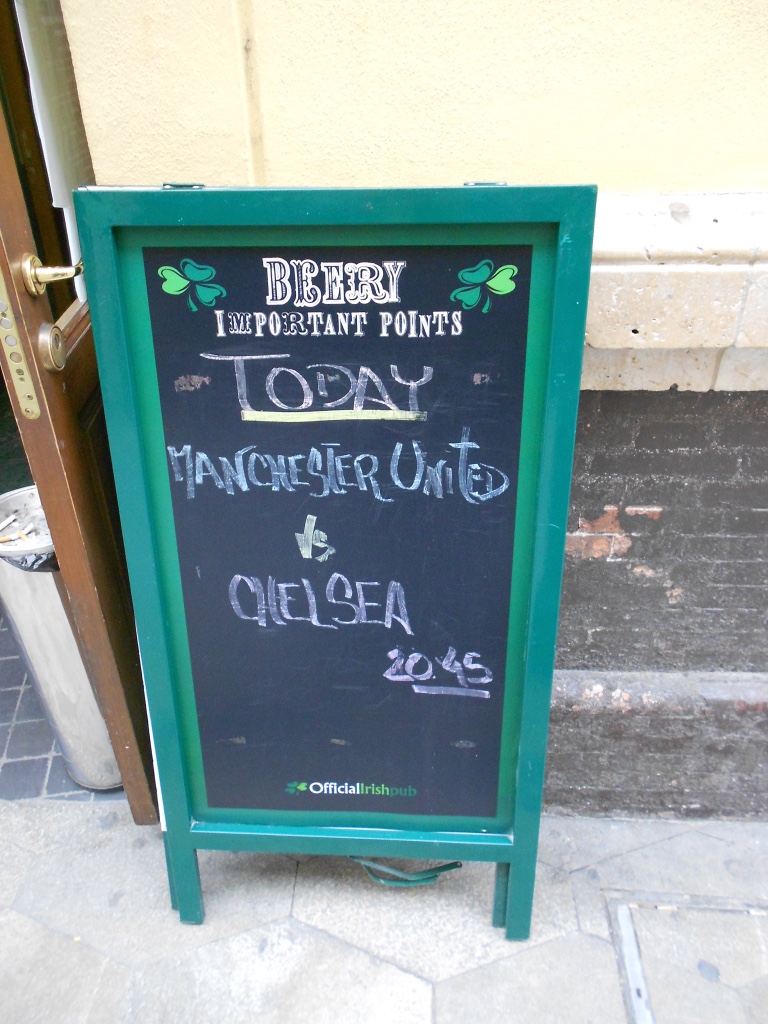 BEERY
IMPORTANT POINTS
TODAY
MANCHESTER UNITED
Vs
CHELSEA
20.45
OfficialIrishpub